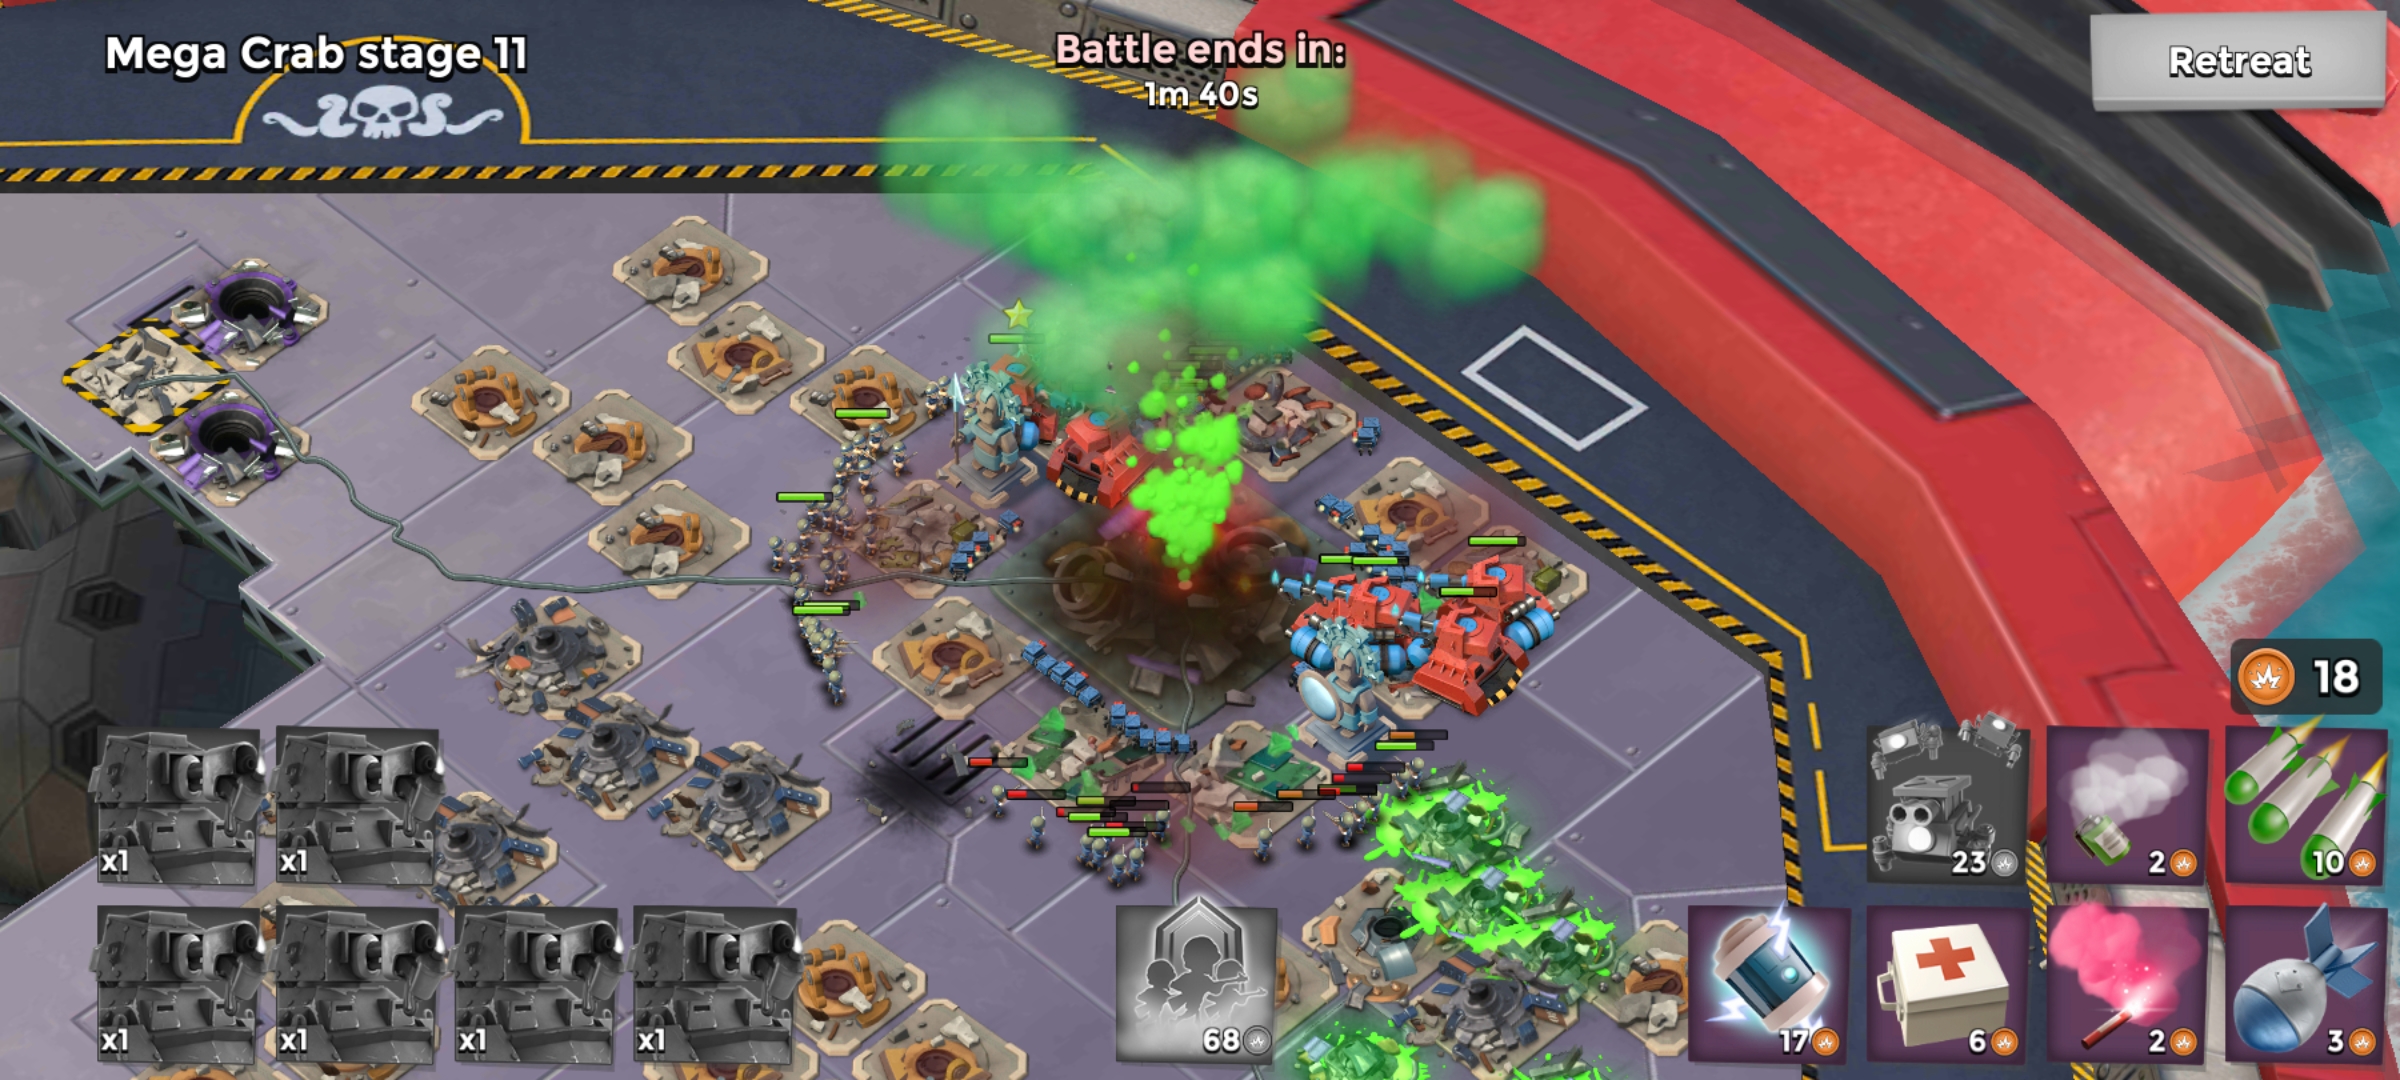 Mega Crab stage 11
Battle ends in:
1m 40s
Retreat
18
x1
x1
23
2
10
x1
x1
x1
x1
68
17
6
2
3